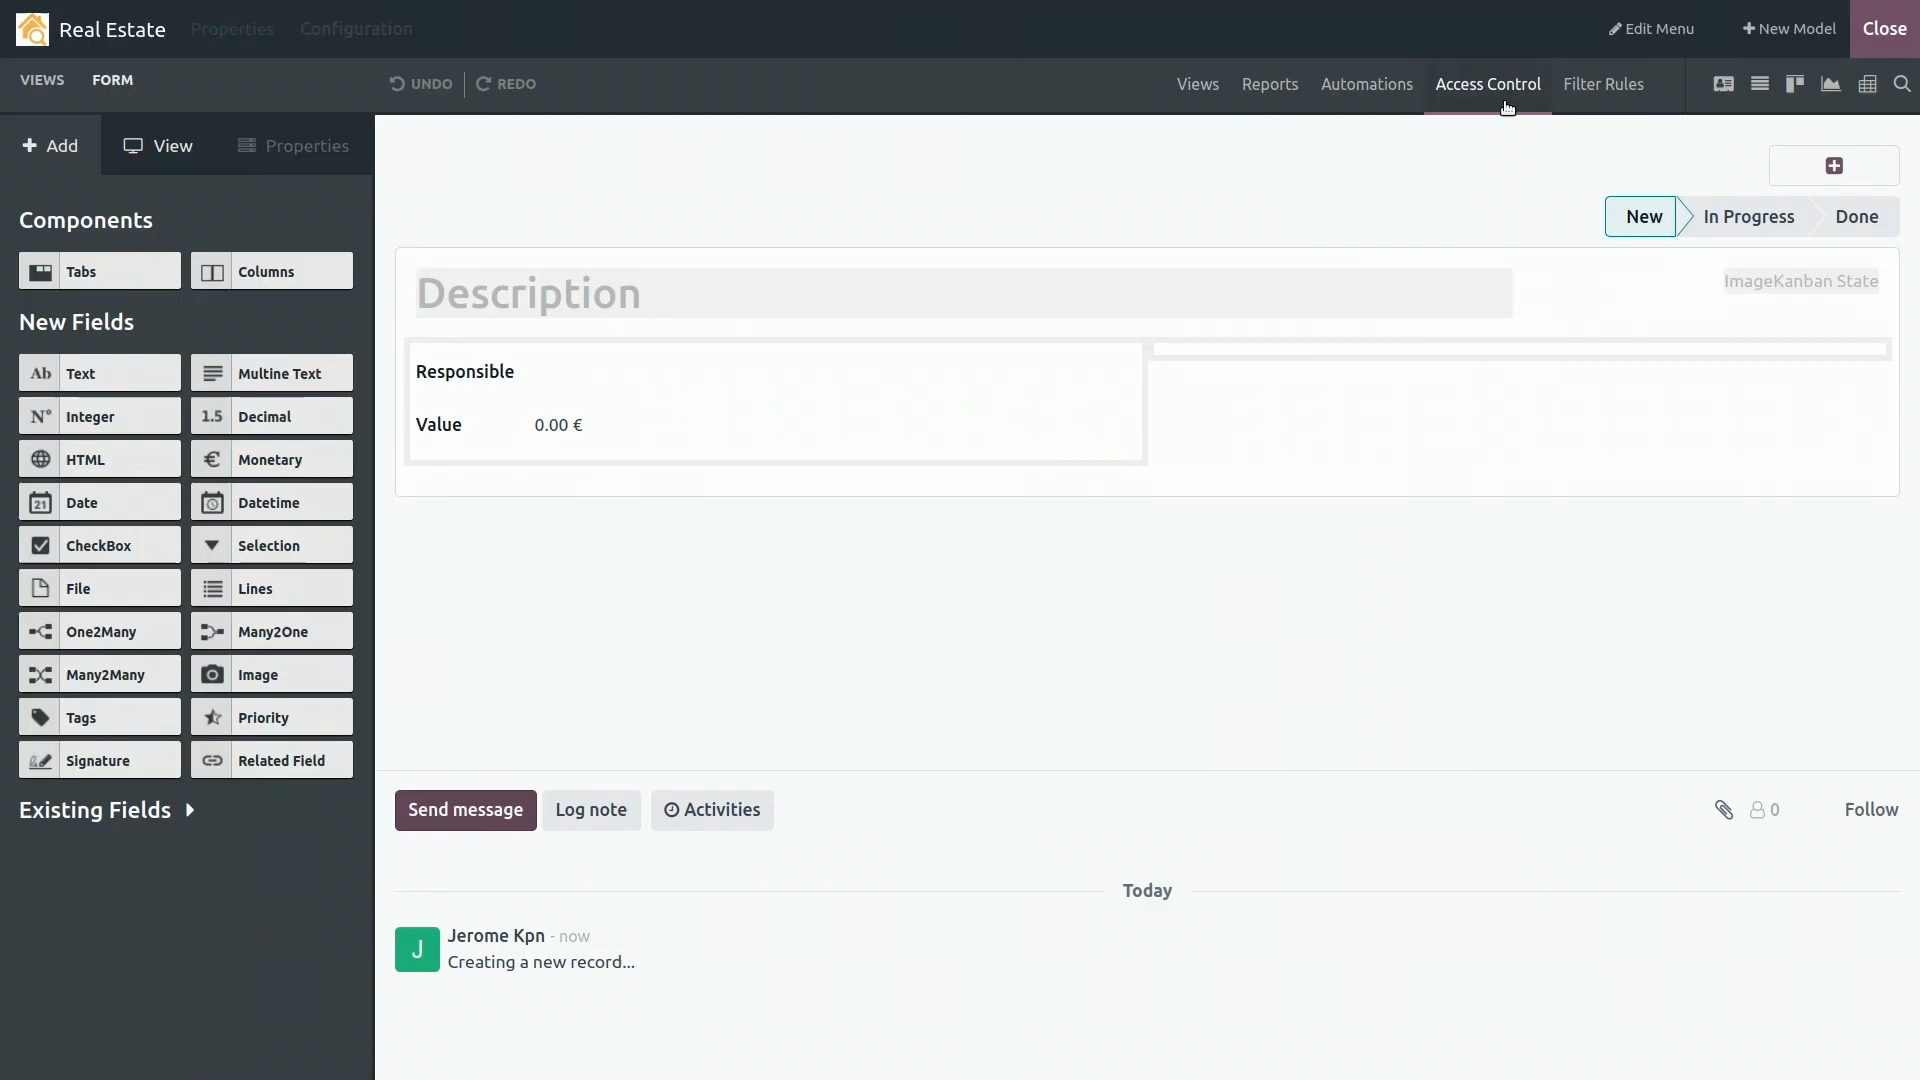 Real Estate Properties Configuration Edit Menu New Model Close
VIEWS FORM UNDO REDO Views Reports Automations Access Control Filter Rules
Add View Properties
New In Progress Done
Components
Tabs Columns
Description ImageKanban State
New Fields
Ab Text Multine Text
Responsible
N° Integer 1.5 Decimal
Value 0.00 €
HTML € Monetary
21 Date Datetime
CheckBox Selection
File Lines
One2Many Many2One
Many2Many Image
Tags Priority
Signature Related Field
Existing Fields
Send message Log note Activities 0 Follow
Today
J Jerome Kpn - now
Creating a new record...